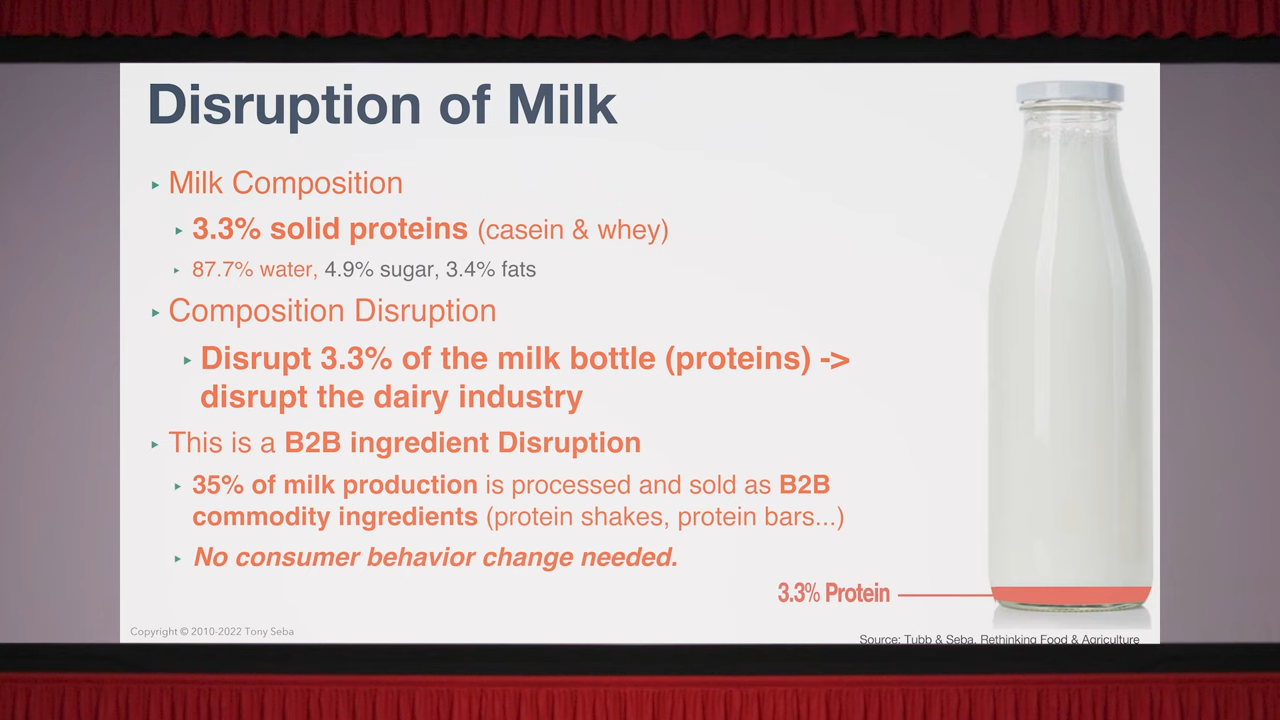 Disruption of Milk
Milk Composition
3.3% solid proteins (casein & whey)
87.7% water, 4.9% sugar, 3.4% fats
Composition Disruption
Disrupt 3.3% of the milk bottle (proteins) ->
disrupt the dairy industry
This is a B2B ingredient Disruption
35% of milk production is processed and sold as B2B
commodity ingredients (protein shakes, protein bars...)
No consumer behavior change needed.
3.3% Protein
Copyright © 2010-2022 Tony Seba
Source: Tubb & Seba, Rethinking Food & Agriculture